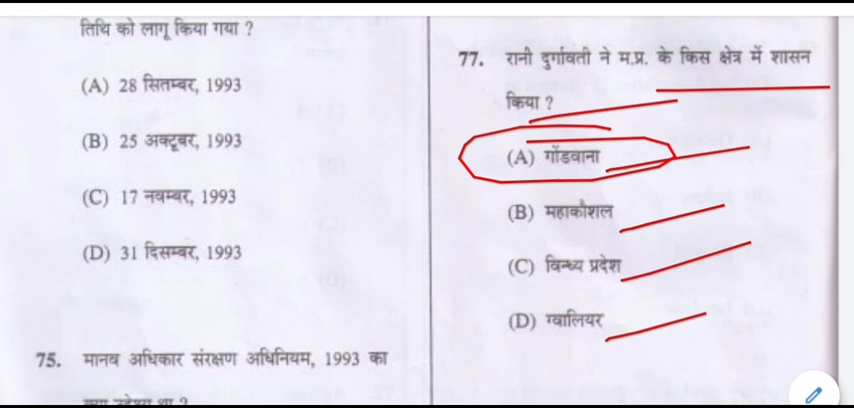 तिथि को लागू किया गया ?
(A) 28 सितम्बर, 1993
(B) 25 अक्टूबर, 1993
(C) 17 नवम्बर, 1993
(D) 31 दिसम्बर, 1993
75. मानव अधिकार संरक्षण अधिनियम, 1993 का
77. रानी दुर्गावती ने म.प्र. के किस क्षेत्र में शासन
किया ?
(A) गोंडवाना
(B) महाकौशल
(C) विन्ध्य प्रदेश
(D) ग्वालियर